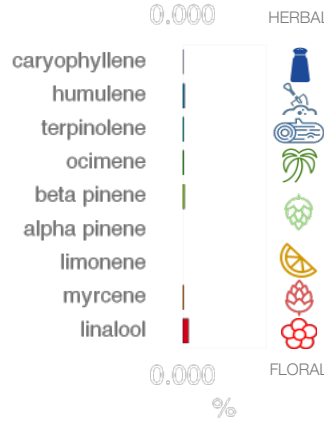 0.000
HERBAL
caryophyllene
humulene
terpinolene
ocimene
beta pinene
alpha pinene
limonene
myrcene
linalool
0.000
FLORAL
%